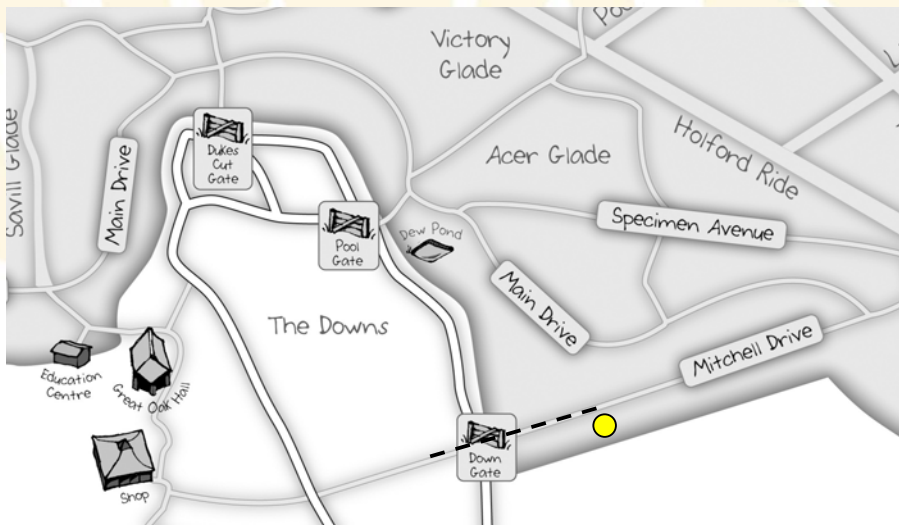 Victory
Glade
Savill Glade
Main Drive
Dukes
Cut
Gate
Acer Glade
Holford Ride
Pool
Gate
Dew Pond
Specimen Avenue
Main Drive
The Downs
Mitchell Drive
Education
Centre
Great Oak Hall
Shop
Down
Gate